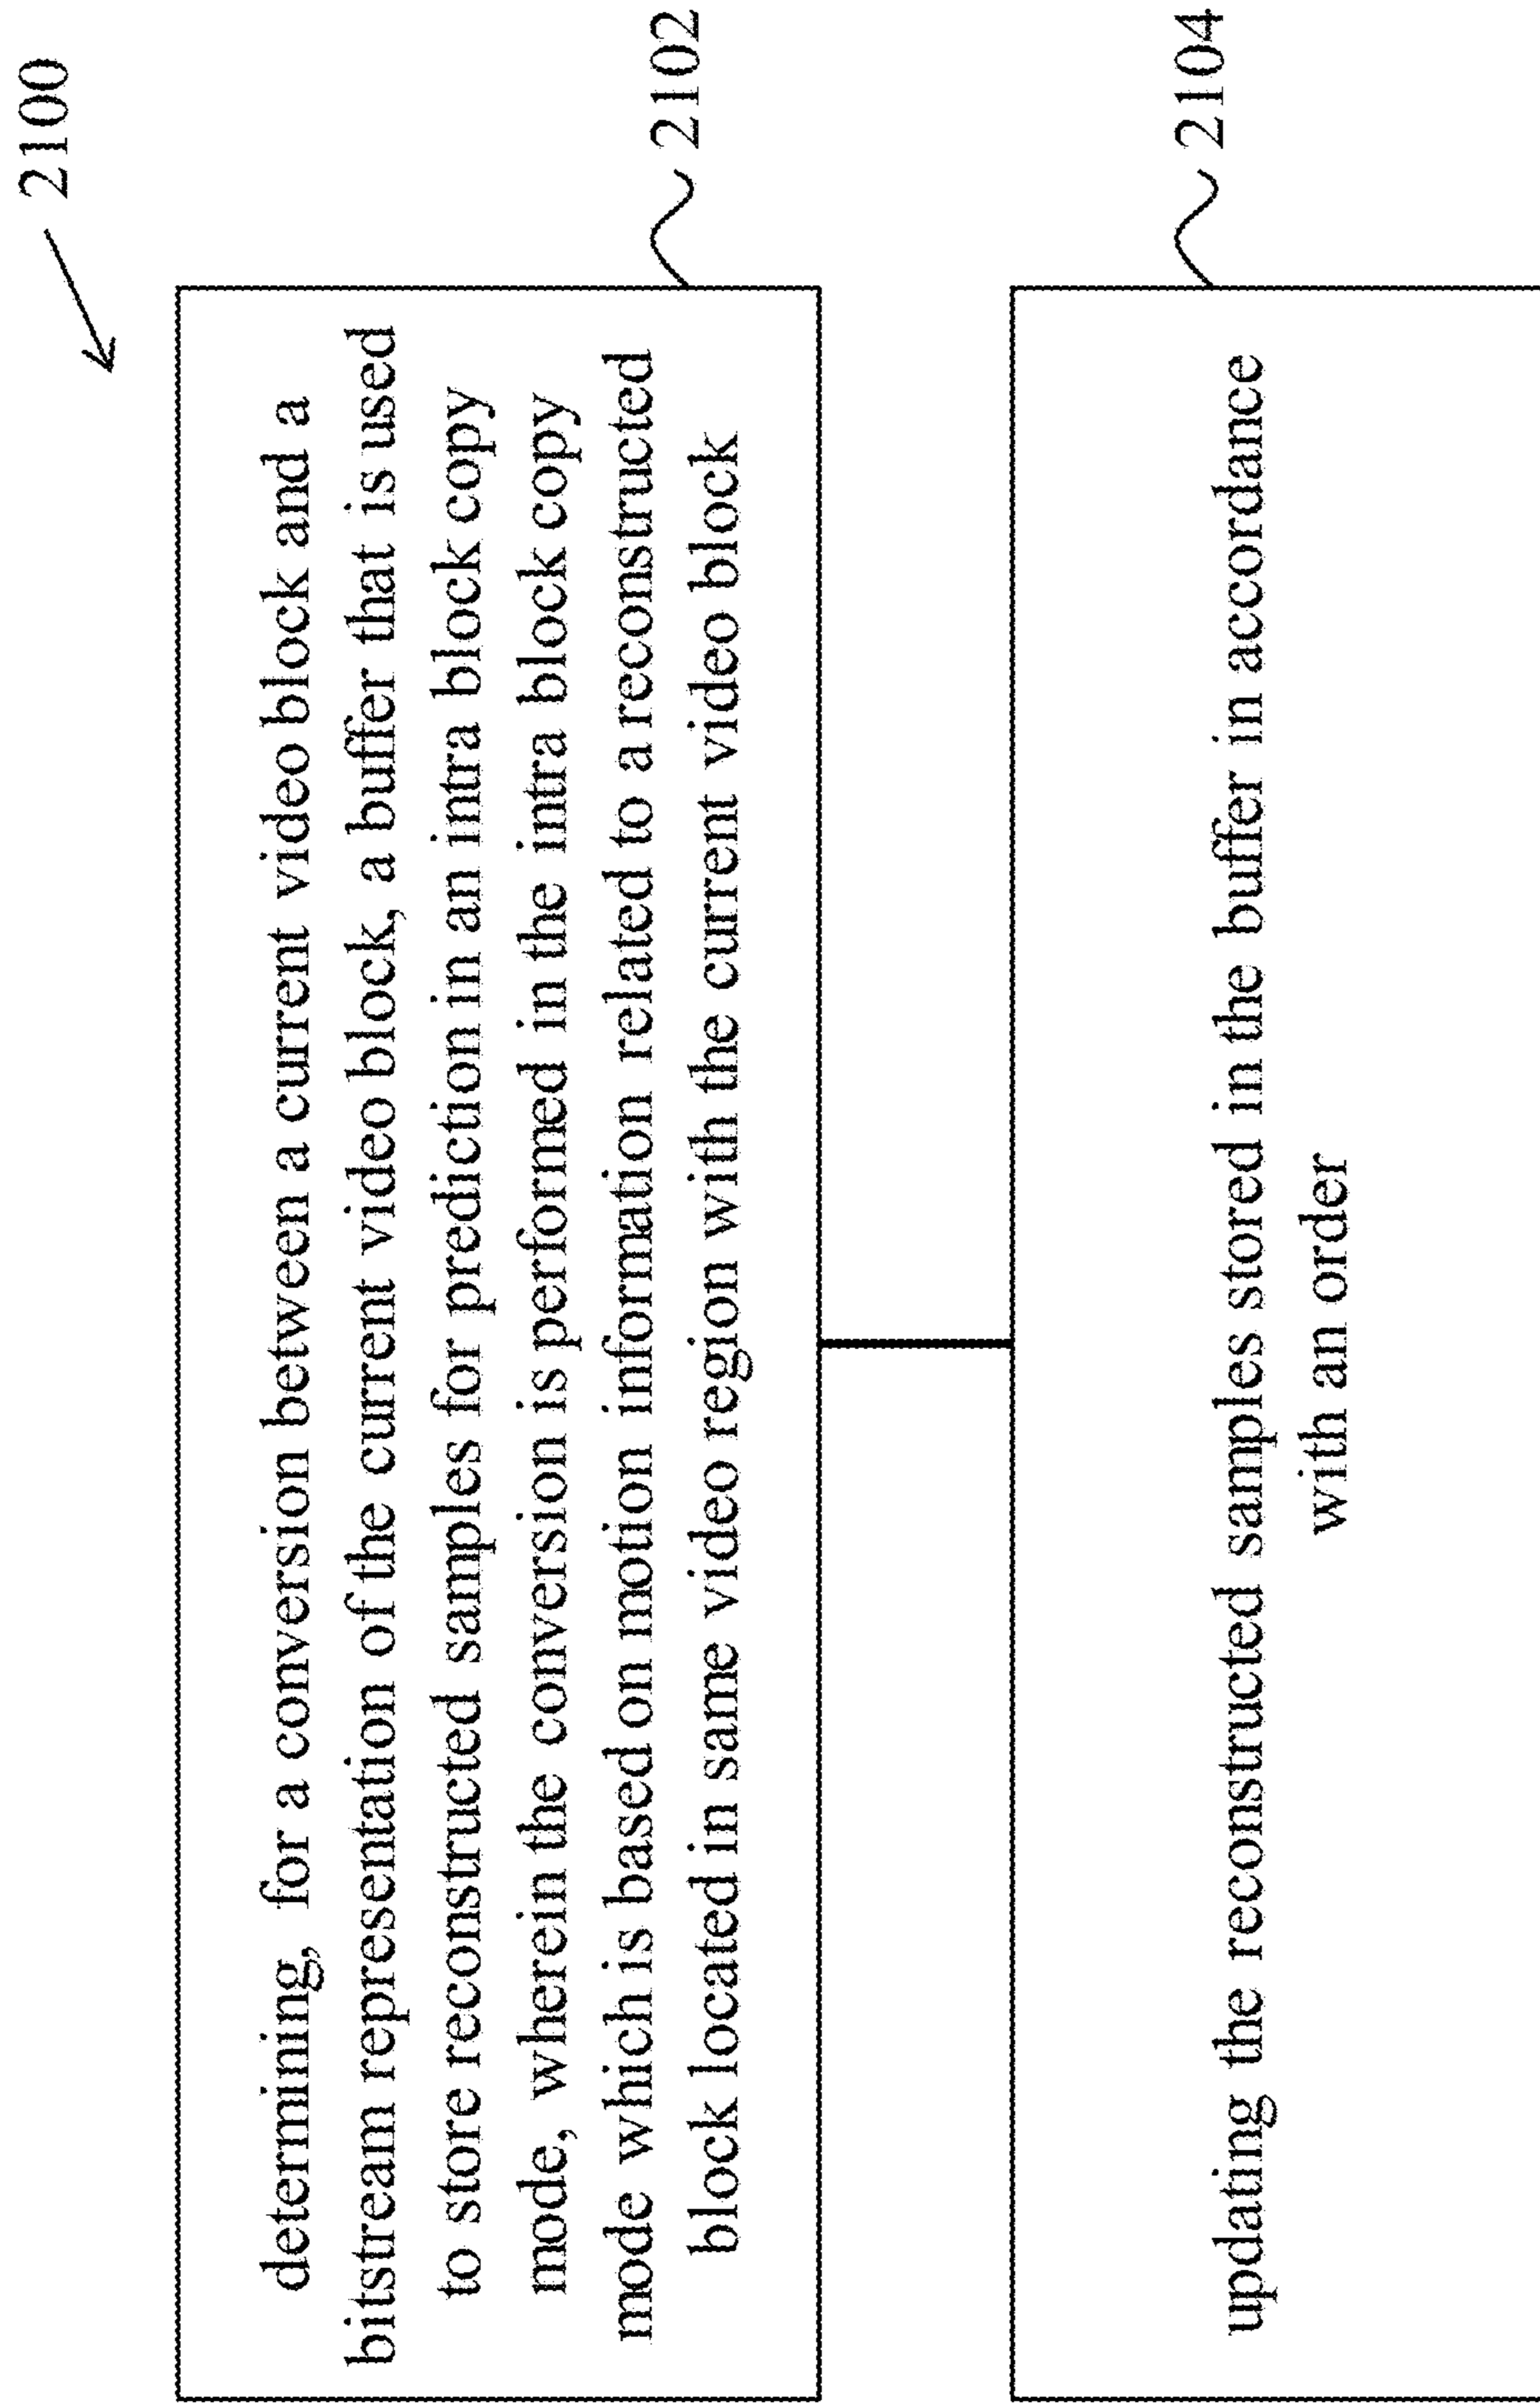 2100
determining, for a conversion between a current video block and a
bitstream representation of the current video block, a buffer that is used
to store reconstructed samples for prediction in an intra block copy
mode, wherein the conversion is performed in the intra block copy
mode which is based on motion information related to a reconstructed
block located in same video region with the current video block
2102
updating the reconstructed samples stored in the buffer in accordance
with an order
2104